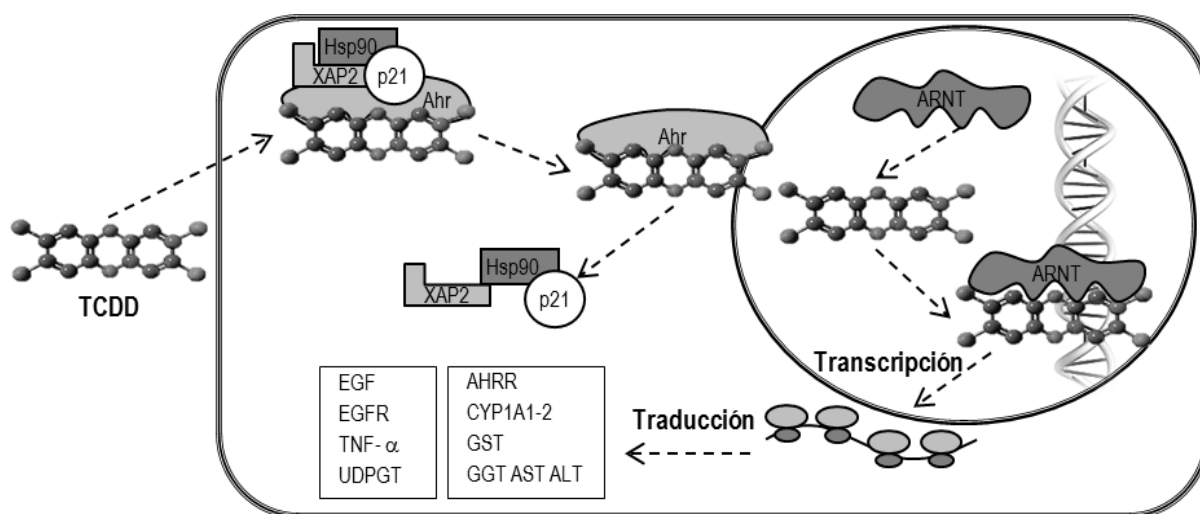 TCDD
Hsp90
XAP2
p21
Ahr
Ahr
Hsp90
XAP2
p21
ARNT
ARNT
Transcripción
Traducción
EGF
EGFR
TNF- α
UDPGT
AHRR
CYP1A1-2
GST
GGT AST ALT